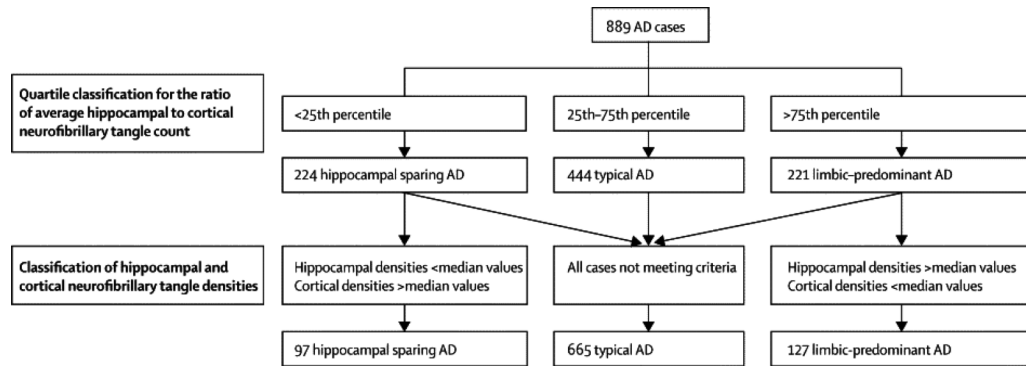 889 AD cases
Quartile classification for the ratio
of average hippocampal to cortical
neurofibrillary tangle count
<25th percentile
25th–75th percentile
>75th percentile
224 hippocampal sparing AD
444 typical AD
221 limbic-predominant AD
Classification of hippocampal and
cortical neurofibrillary tangle densities
Hippocampal densities <median values
Cortical densities >median values
All cases not meeting criteria
Hippocampal densities >median values
Cortical densities <median values
97 hippocampal sparing AD
665 typical AD
127 limbic-predominant AD